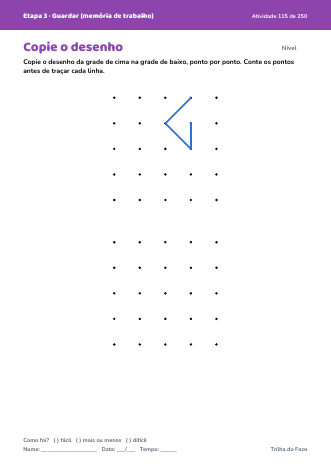 Etapa 3 · Guardar (memória de trabalho)
Atividade 115 de 250
Copie o desenho
Nível
Copie o desenho da grade de cima na grade de baixo, ponto por ponto. Conte os pontos
antes de traçar cada linha.
Como foi? ( ) fácil ( ) mais ou menos ( ) difícil
Nome: ____________________ Data: ___/___ Tempo: ______
Trilha do Foco